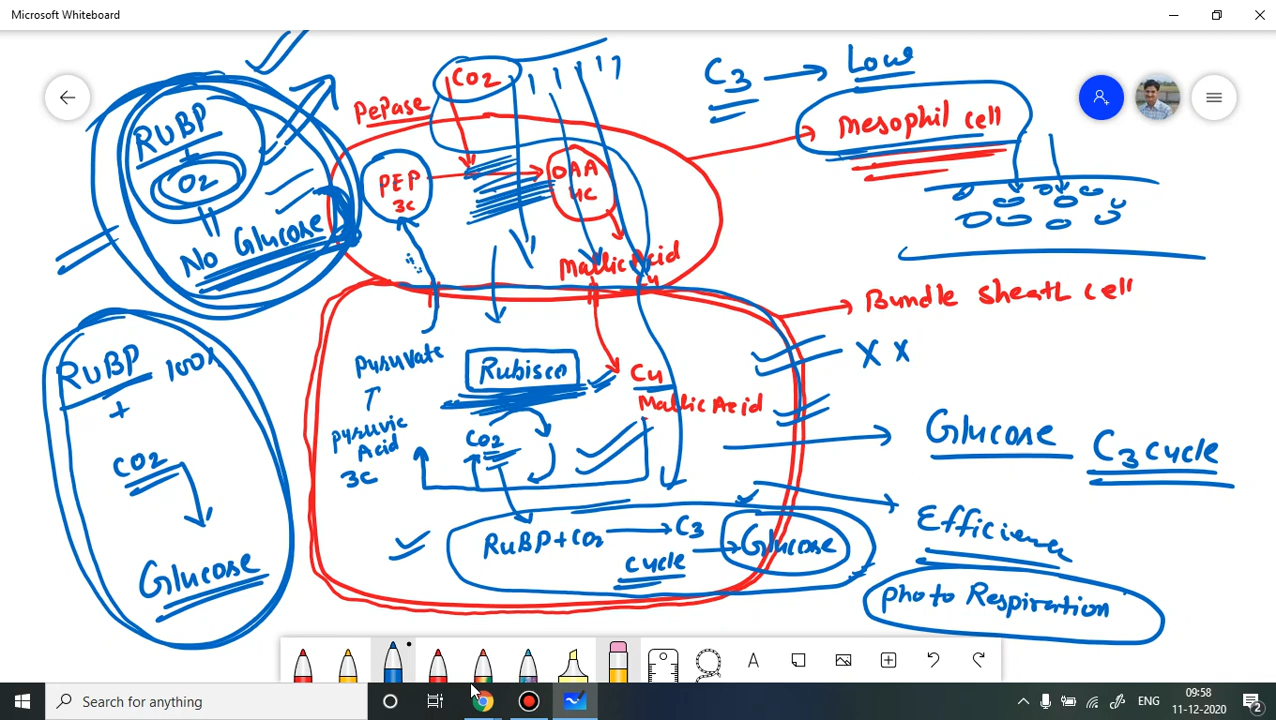 Microsoft Whiteboard
RUBP
O2
No Glucose
CO2
PePase
PEP
3C
OAA
4C
Mallic Acid
C4
C3 → Low
Mesophil cell
Bundle Sheath cell
RuBP 100%
+
CO2
Glucose
Pyruvate
Pyruvic
Acid
3C
Rubisco
CO2
C4
Mallic Acid
RuBP+CO2 → C3
cycle → Glucose
X X
Glucose C3 cycle
Efficiency
Photo Respiration
Search for anything
ENG
09:58
11-12-2020
2